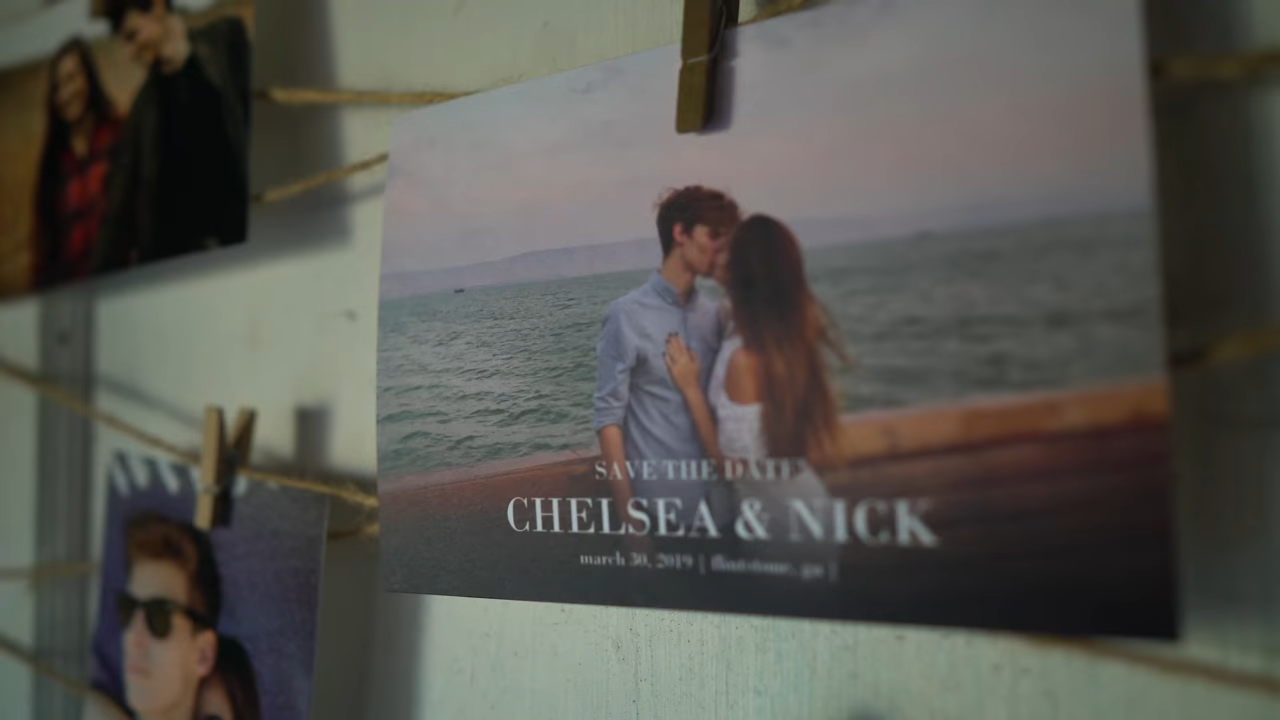 SAVE THE DATE
CHELSEA & NICK
march 30, 2019 | flintstone, ga |